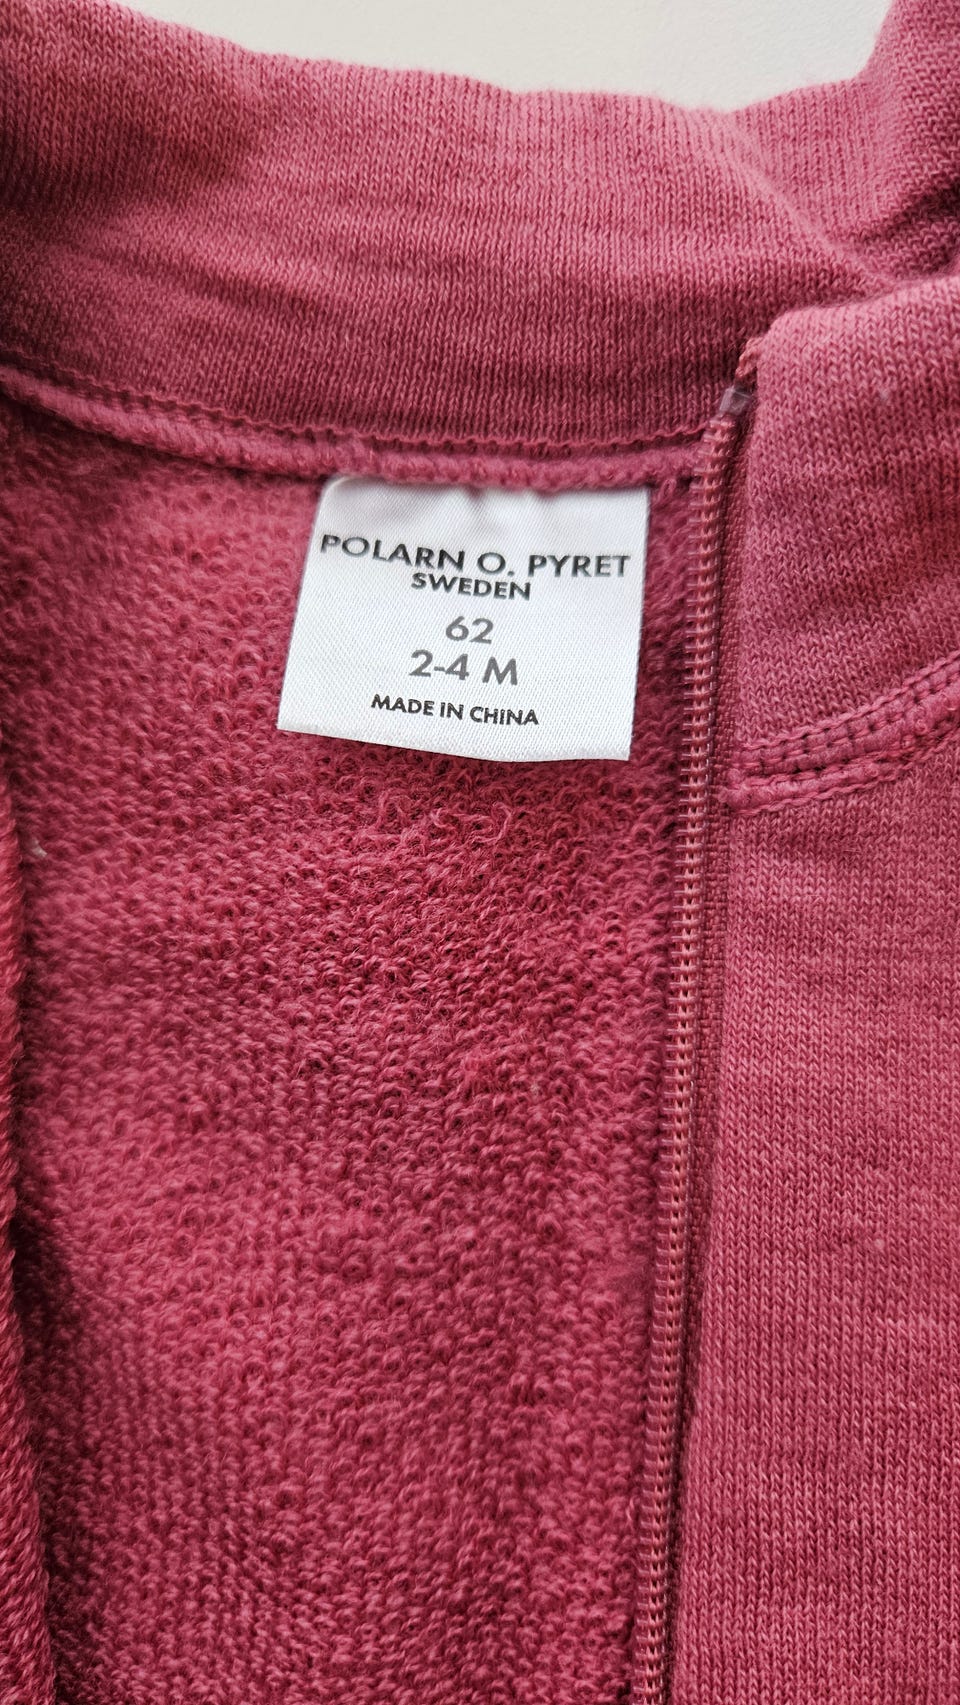 POLARN O. PYRET
SWEDEN
62
2-4 M
MADE IN CHINA